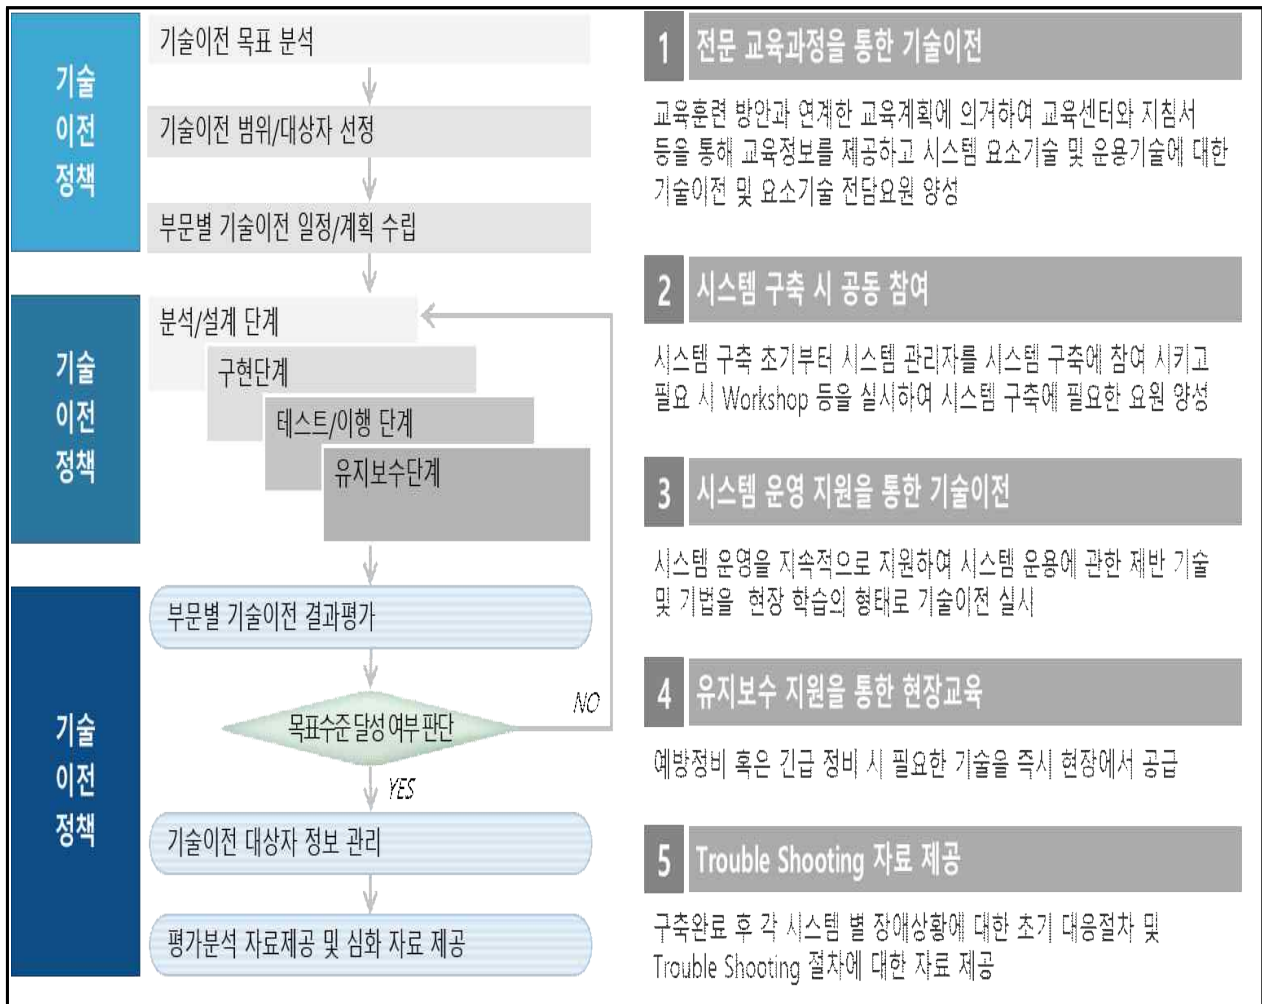 기술
이전
정책
기술이전 목표 분석
기술이전 범위/대상자 선정
부문별 기술이전 일정/계획 수립
기술
이전
정책
분석/설계 단계
구현단계
테스트/이행 단계
유지보수단계
기술
이전
정책
부문별 기술이전 결과평가
목표수준 달성 여부 판단
NO
YES
기술이전 대상자 정보 관리
평가분석 자료제공 및 심화 자료 제공
1 전문 교육과정을 통한 기술이전
교육훈련 방안과 연계한 교육계획에 의거하여 교육센터와 지침서
등을 통해 교육정보를 제공하고 시스템 요소기술 및 운용기술에 대한
기술이전 및 요소기술 전담요원 양성
2 시스템 구축 시 공동 참여
시스템 구축 초기부터 시스템 관리자를 시스템 구축에 참여 시키고
필요 시 Workshop 등을 실시하여 시스템 구축에 필요한 요원 양성
3 시스템 운영 지원을 통한 기술이전
시스템 운영을 지속적으로 지원하여 시스템 운용에 관한 제반 기술
및 기법을 현장 학습의 형태로 기술이전 실시
4 유지보수 지원을 통한 현장교육
예방정비 혹은 긴급 정비 시 필요한 기술을 즉시 현장에서 공급
5 Trouble Shooting 자료 제공
구축완료 후 각 시스템 별 장애상황에 대한 초기 대응절차 및
Trouble Shooting 절차에 대한 자료 제공